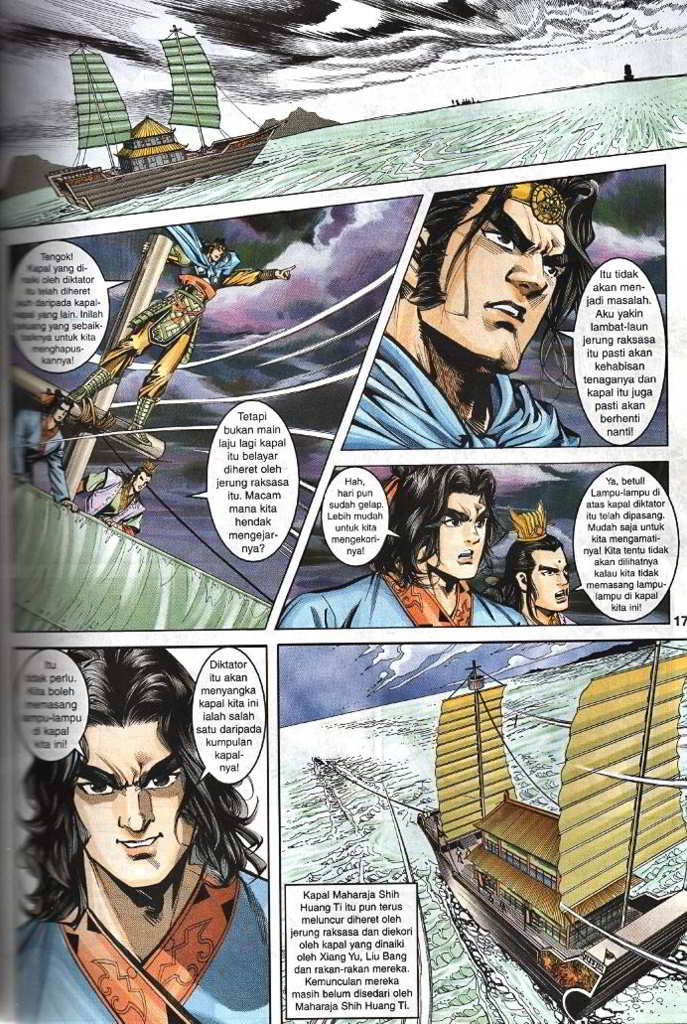 Tengok!
Kapal yang di-
naiki oleh diktator
itu telah diheret
jauh daripada kapal-
kapal yang lain. Inilah
peluang yang sebaik-
baiknya untuk kita
menghapus-
kannya!
Tetapi
bukan main
laju lagi kapal
itu belayar
diheret oleh
jerung raksasa
itu. Macam
mana kita
hendak
mengejar-
nya?
Itu tidak
akan men-
jadi masalah.
Aku yakin
lambat-laun
jerung raksasa
itu pasti akan
kehabisan
tenaganya dan
kapal itu juga
pasti akan
berhenti
nanti!
Hah,
hari pun
sudah gelap.
Lebih mudah
untuk kita
mengekori-
nya!
Ya, betul!
Lampu-lampu di
atas kapal diktator
itu telah dipasang.
Mudah saja untuk
kita mengamati-
nya! Kita tentu tidak
akan dilihatnya
kalau kita tidak
memasang lampu-
lampu di kapal
kita ini!
17
Itu
tidak perlu.
Kita boleh
memasang
lampu-lampu
di kapal
kita ini!
Diktator
itu akan
menyangka
kapal kita ini
ialah salah
satu daripada
kumpulan
kapal-
nya!
Kapal Maharaja Shih
Huang Ti itu pun terus
meluncur diheret oleh
jerung raksasa dan diekori
oleh kapal yang dinaiki
oleh Xiang Yu, Liu Bang
dan rakan-rakan mereka.
Kemunculan mereka
masih belum disedari oleh
Maharaja Shih Huang Ti.